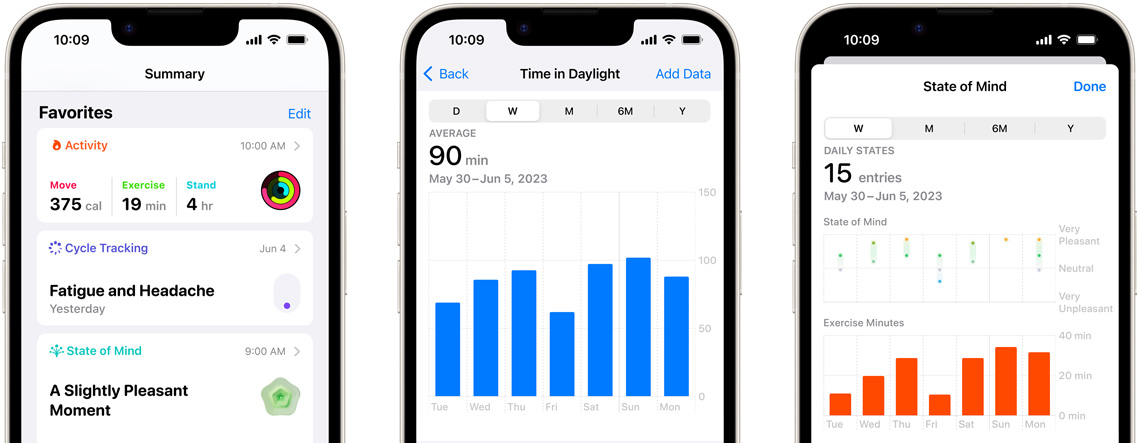 10:09
Summary
Favorites
Edit
Activity
10:00 AM
Move
Exercise
Stand
375 cal
19 min
4 hr
Cycle Tracking
Jun 4
Fatigue and Headache
Yesterday
State of Mind
9:00 AM
A Slightly Pleasant
Moment
10:09
Back
Time in Daylight
Add Data
D
W
M
6M
Y
AVERAGE
90 min
May 30–Jun 5, 2023
150
100
50
0
Tue
Wed
Thu
Fri
Sat
Sun
Mon
10:09
State of Mind
Done
W
M
6M
Y
DAILY STATES
15 entries
May 30–Jun 5, 2023
State of Mind
Very
Pleasant
Neutral
Very
Unpleasant
Exercise Minutes
40 min
20 min
0 min
Tue
Wed
Thu
Fri
Sat
Sun
Mon